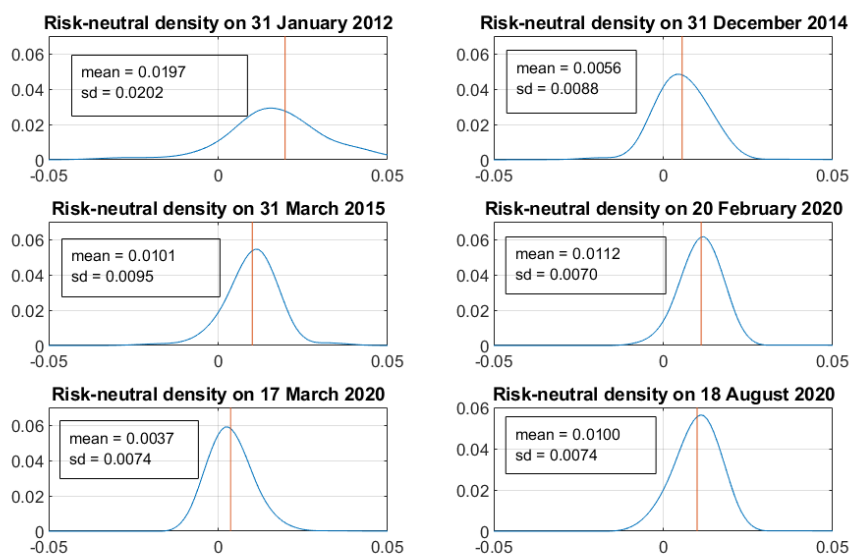 Risk-neutral density on 31 January 2012
0.06
0.04
0.02
0
mean = 0.0197
sd = 0.0202
-0.05
0
0.05
Risk-neutral density on 31 December 2014
0.06
0.04
0.02
0
mean = 0.0056
sd = 0.0088
-0.05
0
0.05
Risk-neutral density on 31 March 2015
0.06
0.04
0.02
0
mean = 0.0101
sd = 0.0095
-0.05
0
0.05
Risk-neutral density on 20 February 2020
0.06
0.04
0.02
0
mean = 0.0112
sd = 0.0070
-0.05
0
0.05
Risk-neutral density on 17 March 2020
0.06
0.04
0.02
0
mean = 0.0037
sd = 0.0074
-0.05
0
0.05
Risk-neutral density on 18 August 2020
0.06
0.04
0.02
0
mean = 0.0100
sd = 0.0074
-0.05
0
0.05